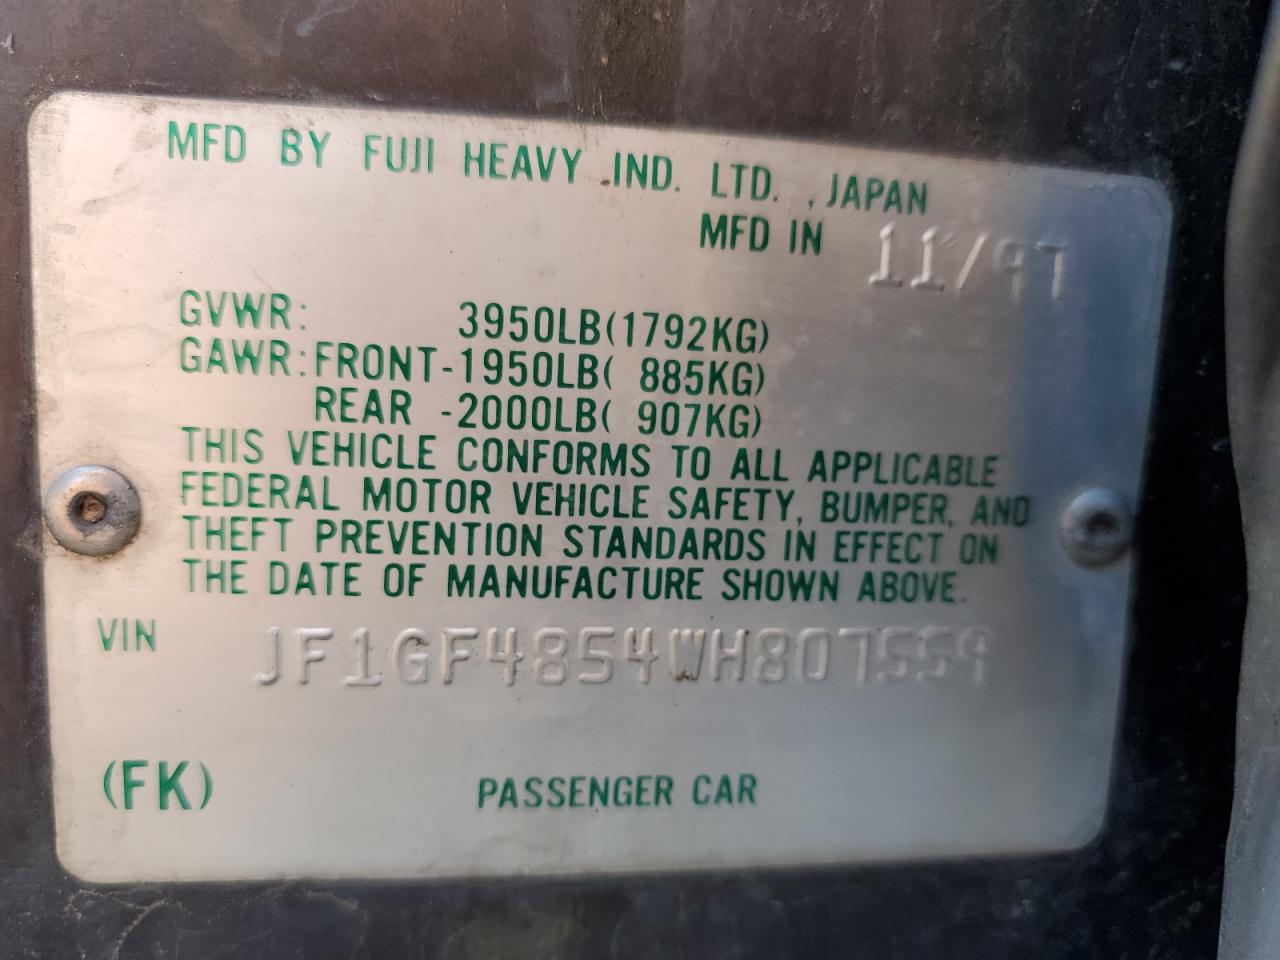 MFD BY FUJI HEAVY IND. LTD. , JAPAN
MFD IN 11/97
GVWR: 3950LB(1792KG)
GAWR:FRONT-1950LB( 885KG)
REAR -2000LB( 907KG)
THIS VEHICLE CONFORMS TO ALL APPLICABLE
FEDERAL MOTOR VEHICLE SAFETY, BUMPER, AND
THEFT PREVENTION STANDARDS IN EFFECT ON
THE DATE OF MANUFACTURE SHOWN ABOVE.
VIN JF1GF4854WH807559
(FK) PASSENGER CAR